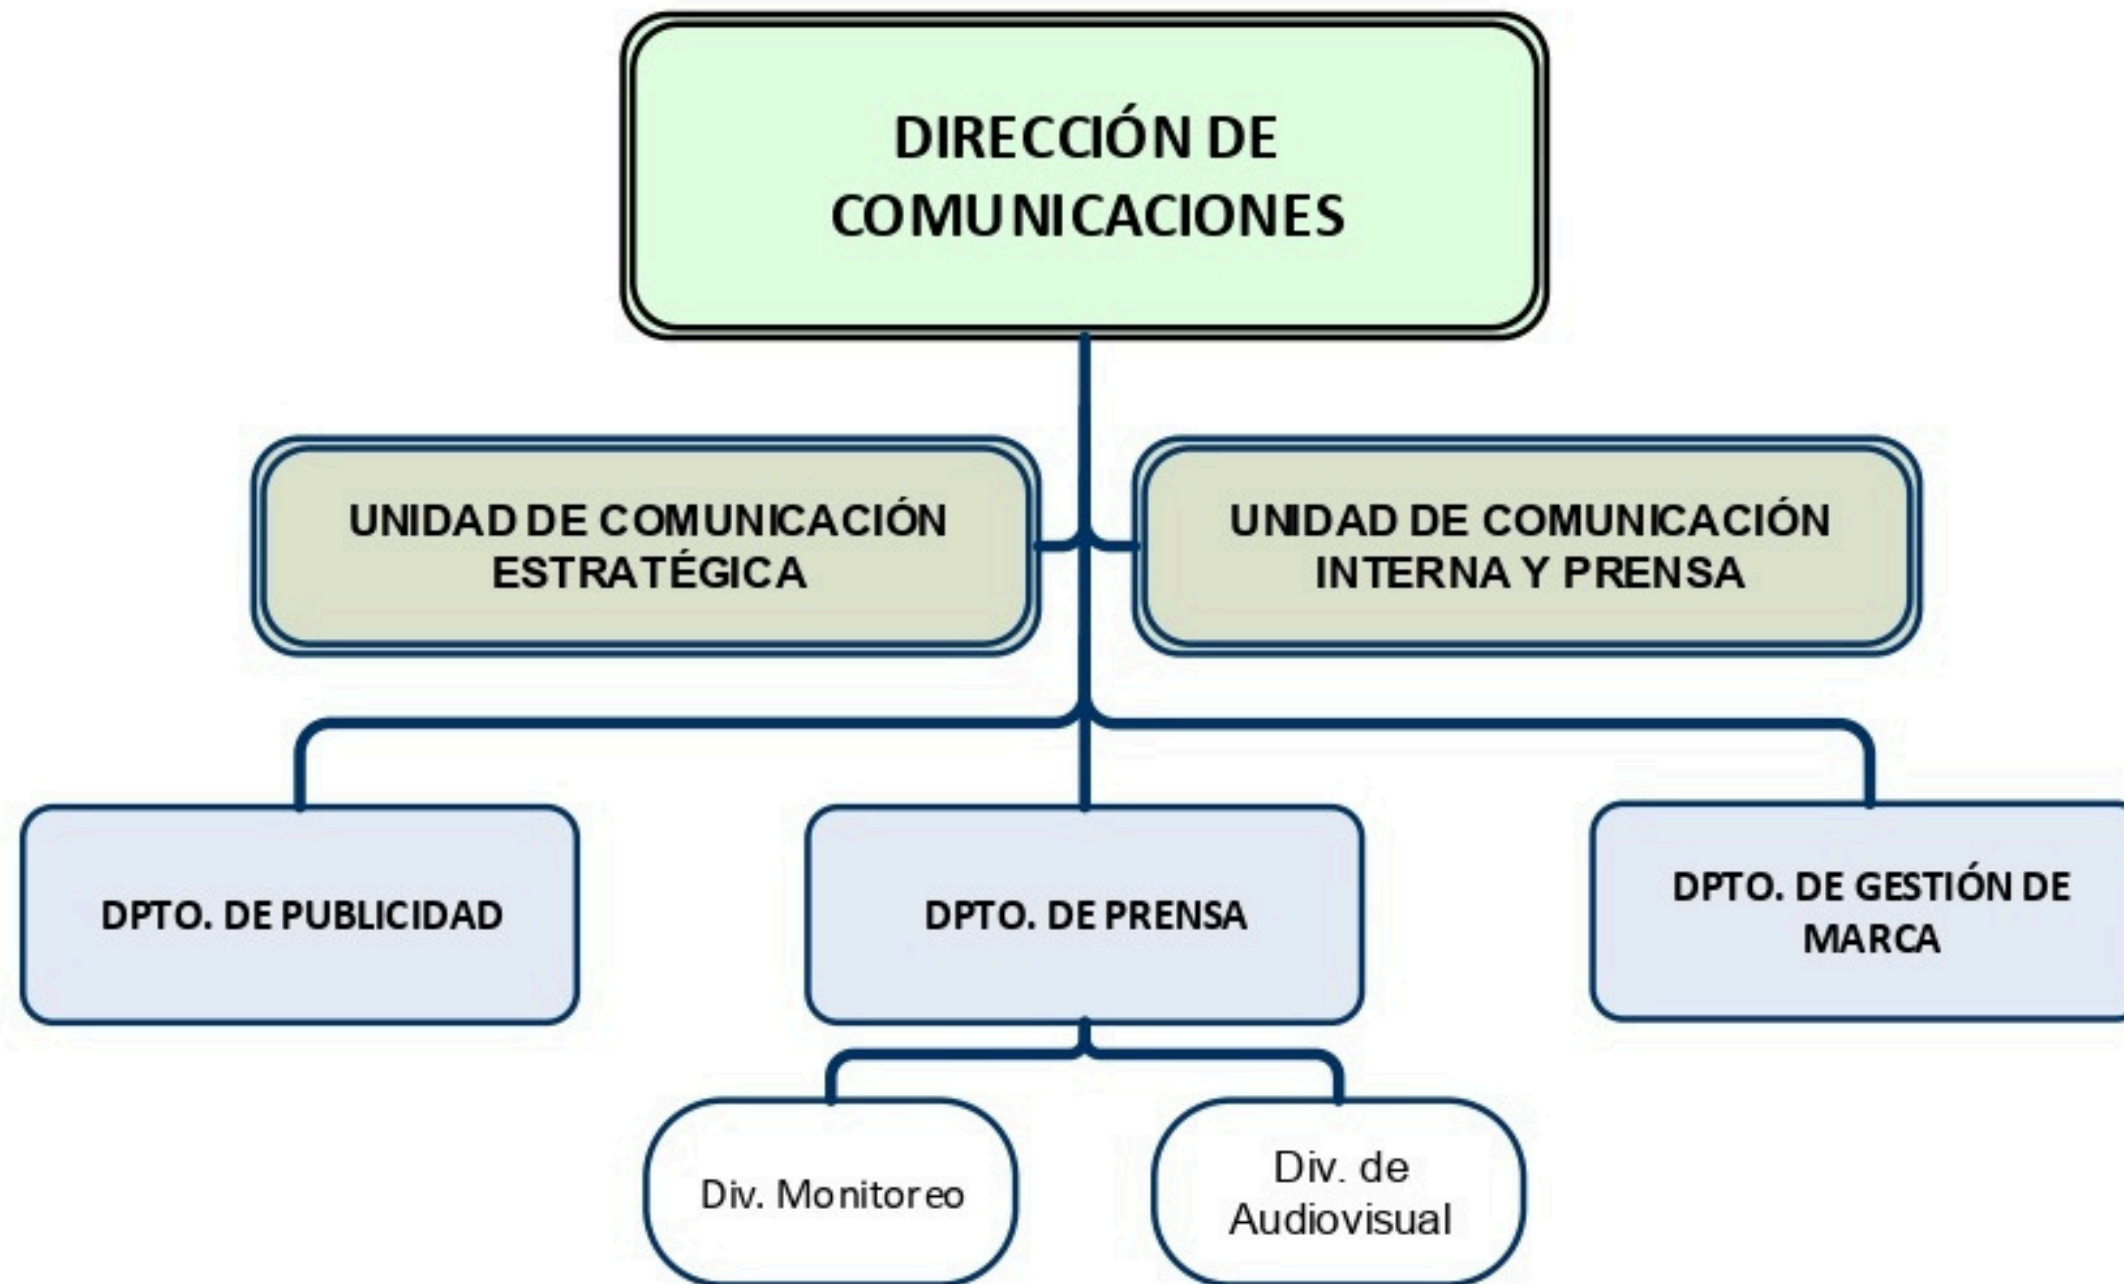 DIRECCIÓN DE
COMUNICACIONES
UNIDAD DE COMUNICACIÓN
ESTRATÉGICA
UNIDAD DE COMUNICACIÓN
INTERNA Y PRENSA
DPTO. DE PUBLICIDAD
DPTO. DE PRENSA
DPTO. DE GESTIÓN DE
MARCA
Div. Monitoreo
Div. de
Audiovisual